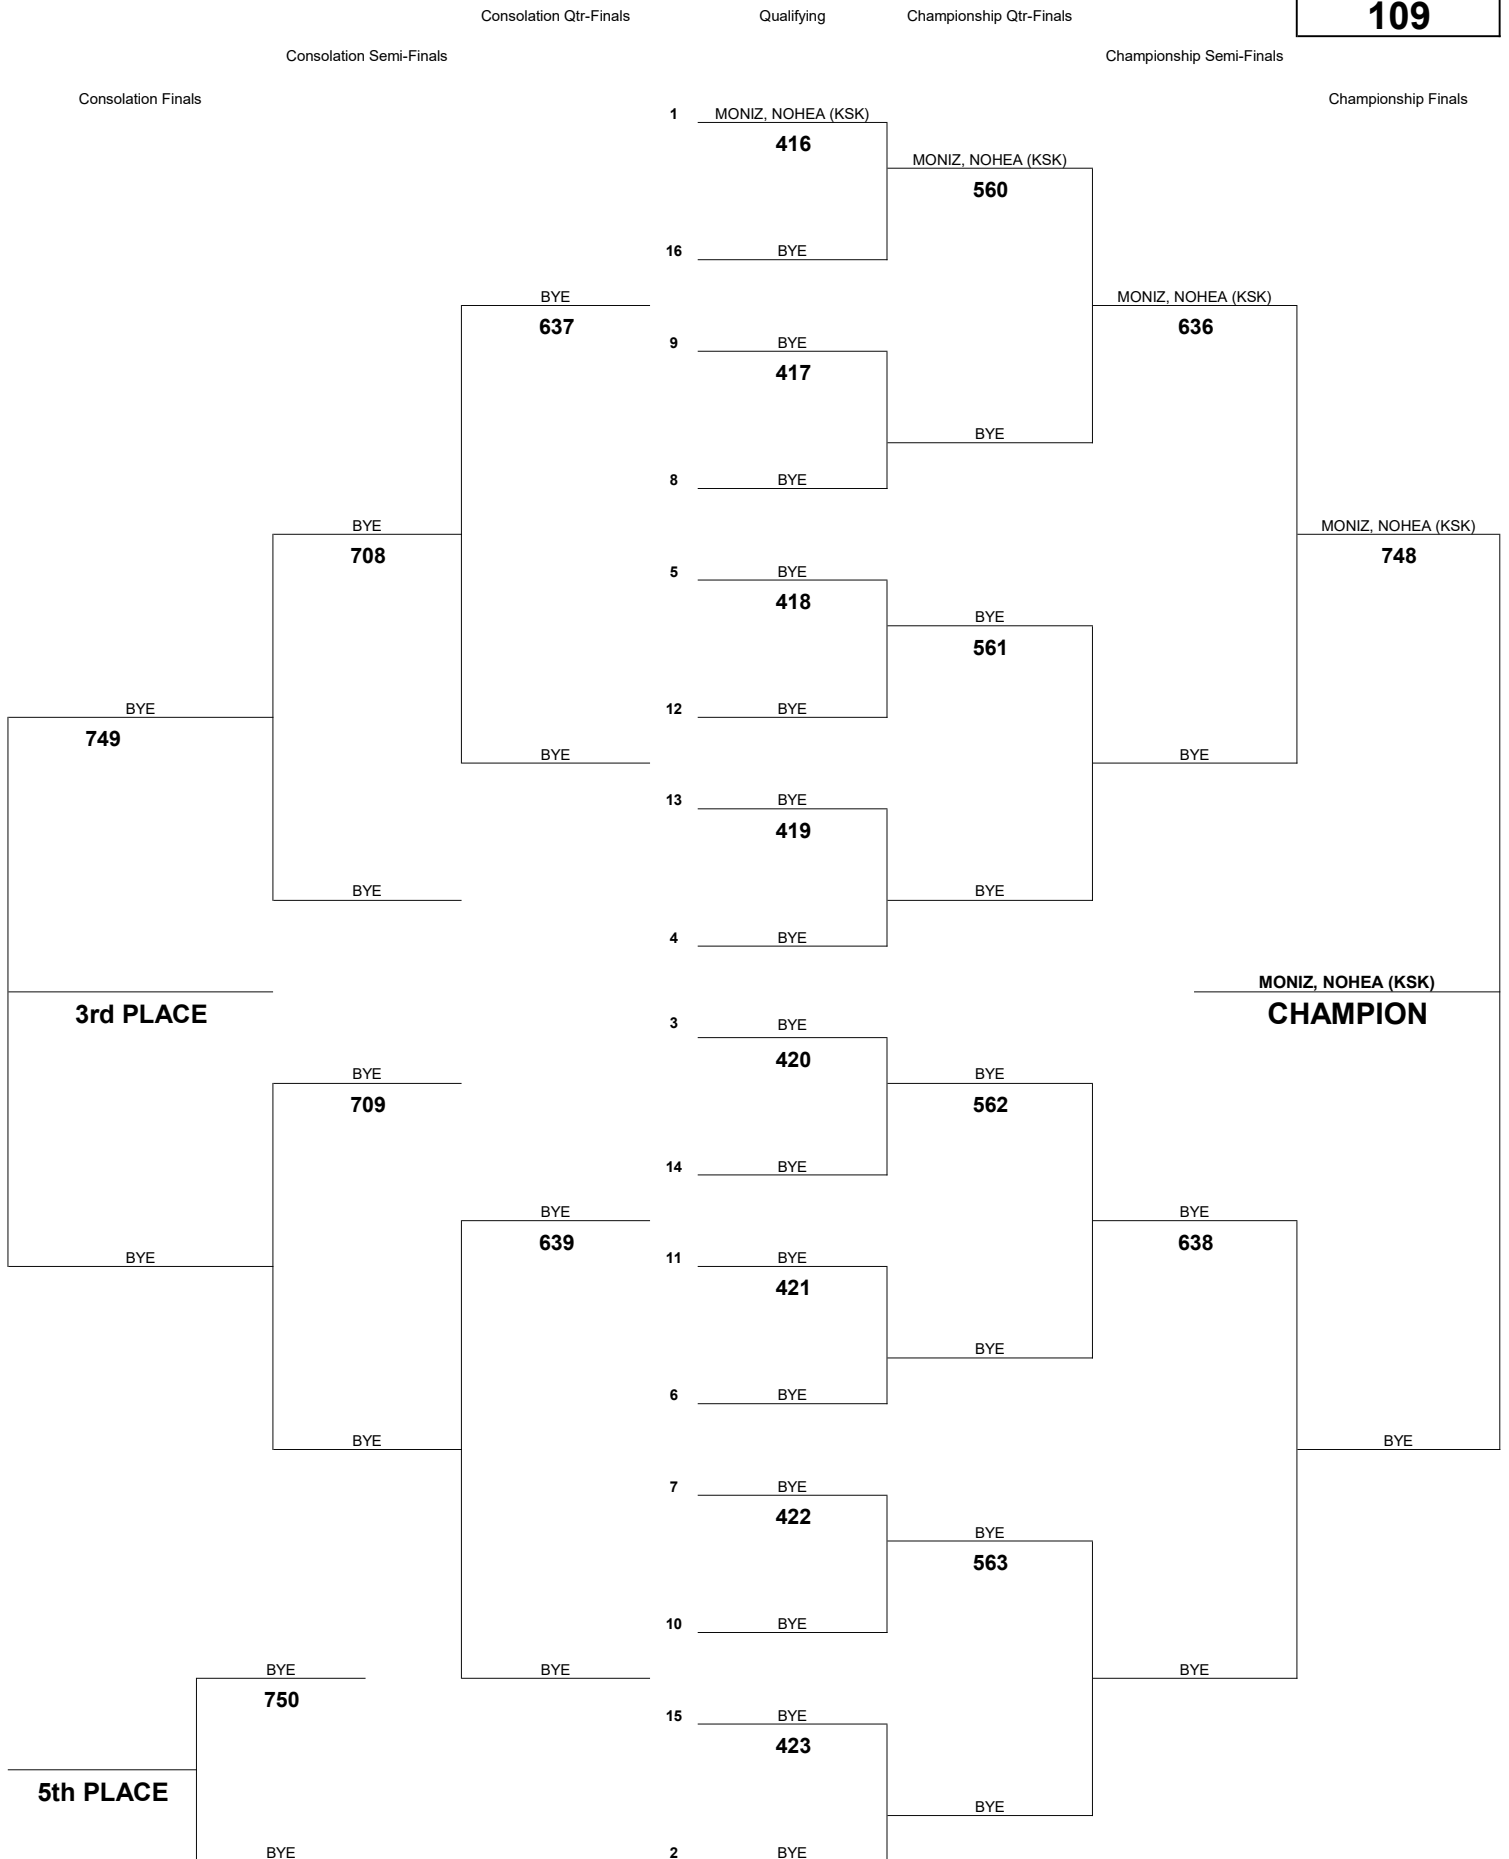 Consolation Qtr-Finals Qualifying Championship Qtr-Finals 109
Consolation Semi-Finals Championship Semi-Finals
Consolation Finals Championship Finals
1 MONIZ, NOHEA (KSK)
416
MONIZ, NOHEA (KSK)
560
16 BYE
BYE MONIZ, NOHEA (KSK)
637 636
9 BYE
417
BYE
8 BYE
BYE MONIZ, NOHEA (KSK)
708 748
5 BYE
418
BYE
561
BYE 12 BYE
749
BYE BYE
13 BYE
419
BYE BYE
4 BYE
MONIZ, NOHEA (KSK)
3rd PLACE CHAMPION
3 BYE
420
BYE BYE
709 562
14 BYE
BYE BYE
639 638
BYE 11 BYE
421
BYE
6 BYE
BYE BYE
7 BYE
422
BYE
563
10 BYE
BYE BYE BYE
750
15 BYE
423
5th PLACE
BYE
BYE 2 BYE